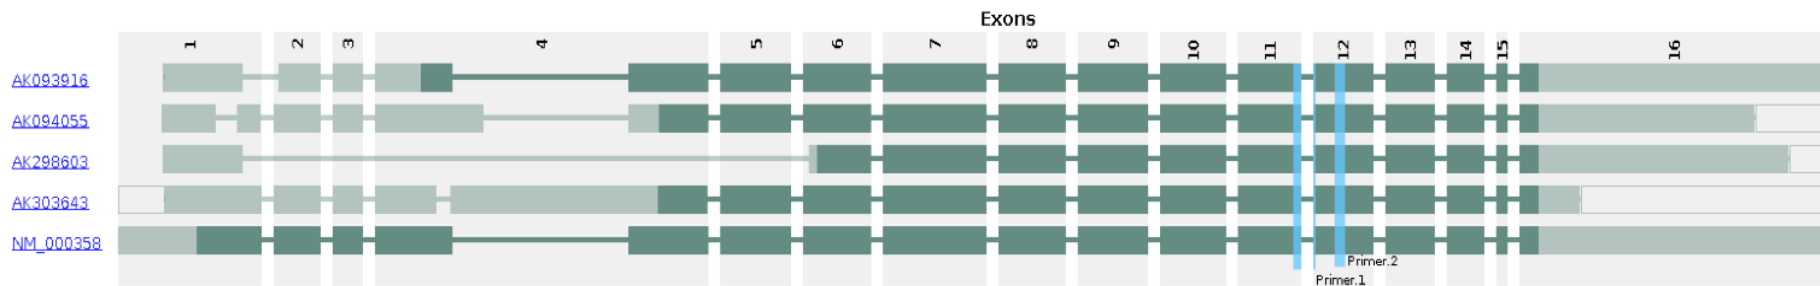 Exons
1 2 3 4 5 6 7 8 9 10 11 12 13 14 15 16
AK093916
AK094055
AK298603
AK303643
NM_000358
Primer.2
Primer.1